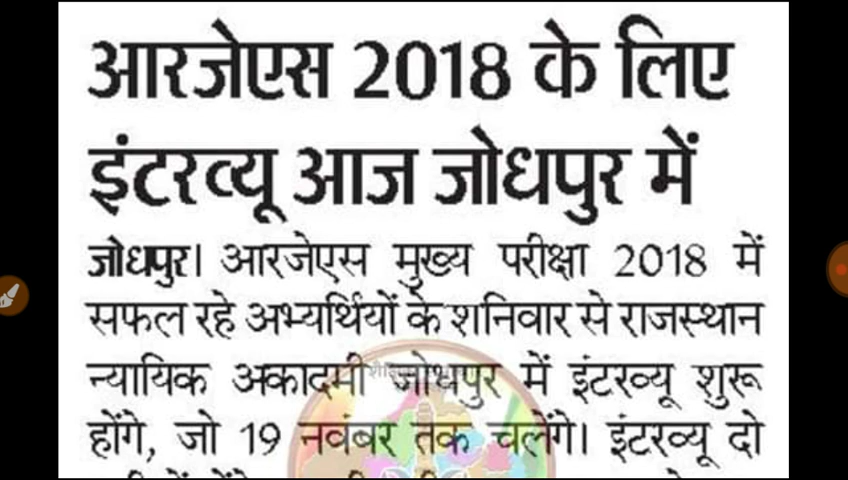 आरजेएस 2018 के लिए
इंटरव्यू आज जोधपुर में
जोधपुर। आरजेएस मुख्य परीक्षा 2018 में
सफल रहे अभ्यर्थियों के शनिवार से राजस्थान
न्यायिक अकादमी जोधपुर में इंटरव्यू शुरू
होंगे, जो 19 नवंबर तक चलेंगे। इंटरव्यू दो